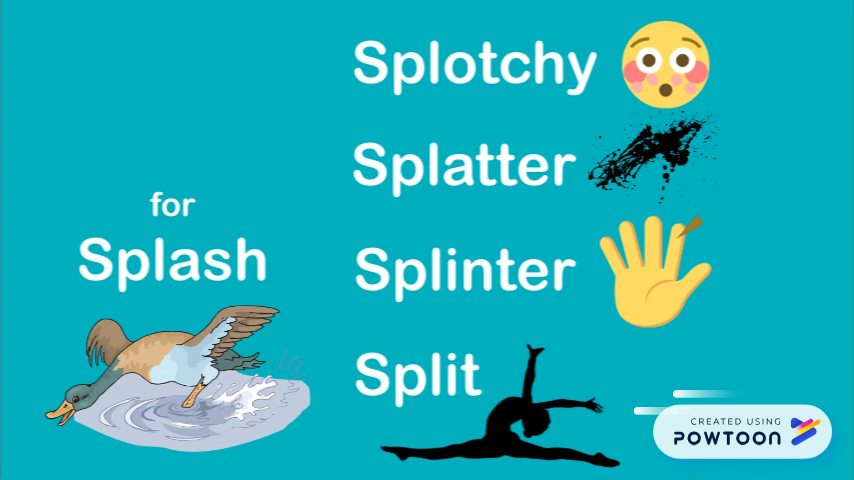 for
Splash
Splotchy
Splatter
Splinter
Split
CREATED USING
POWTOON